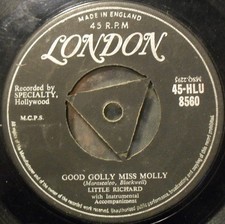 MADE IN ENGLAND
45 R.P.M
LONDON
Recorded by
SPECIALTY,
Hollywood
M.C.P.S.
45-HLU
8560
GOOD GOLLY MISS MOLLY
(Marascalco, Blackwell)
LITTLE RICHARD
with Instrumental
Accompaniment